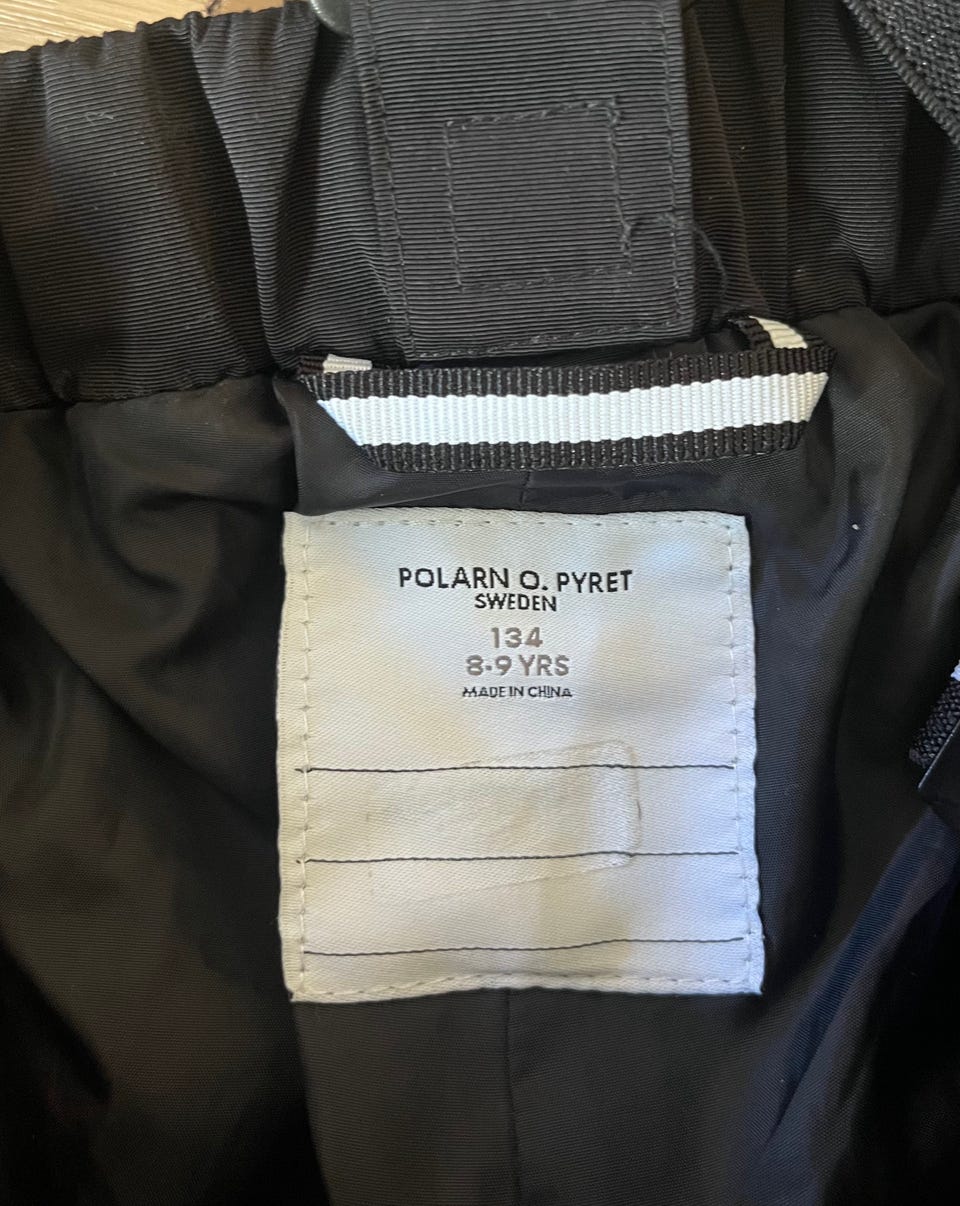 POLARN O. PYRET
SWEDEN
134
8-9 YRS
MADE IN CHINA